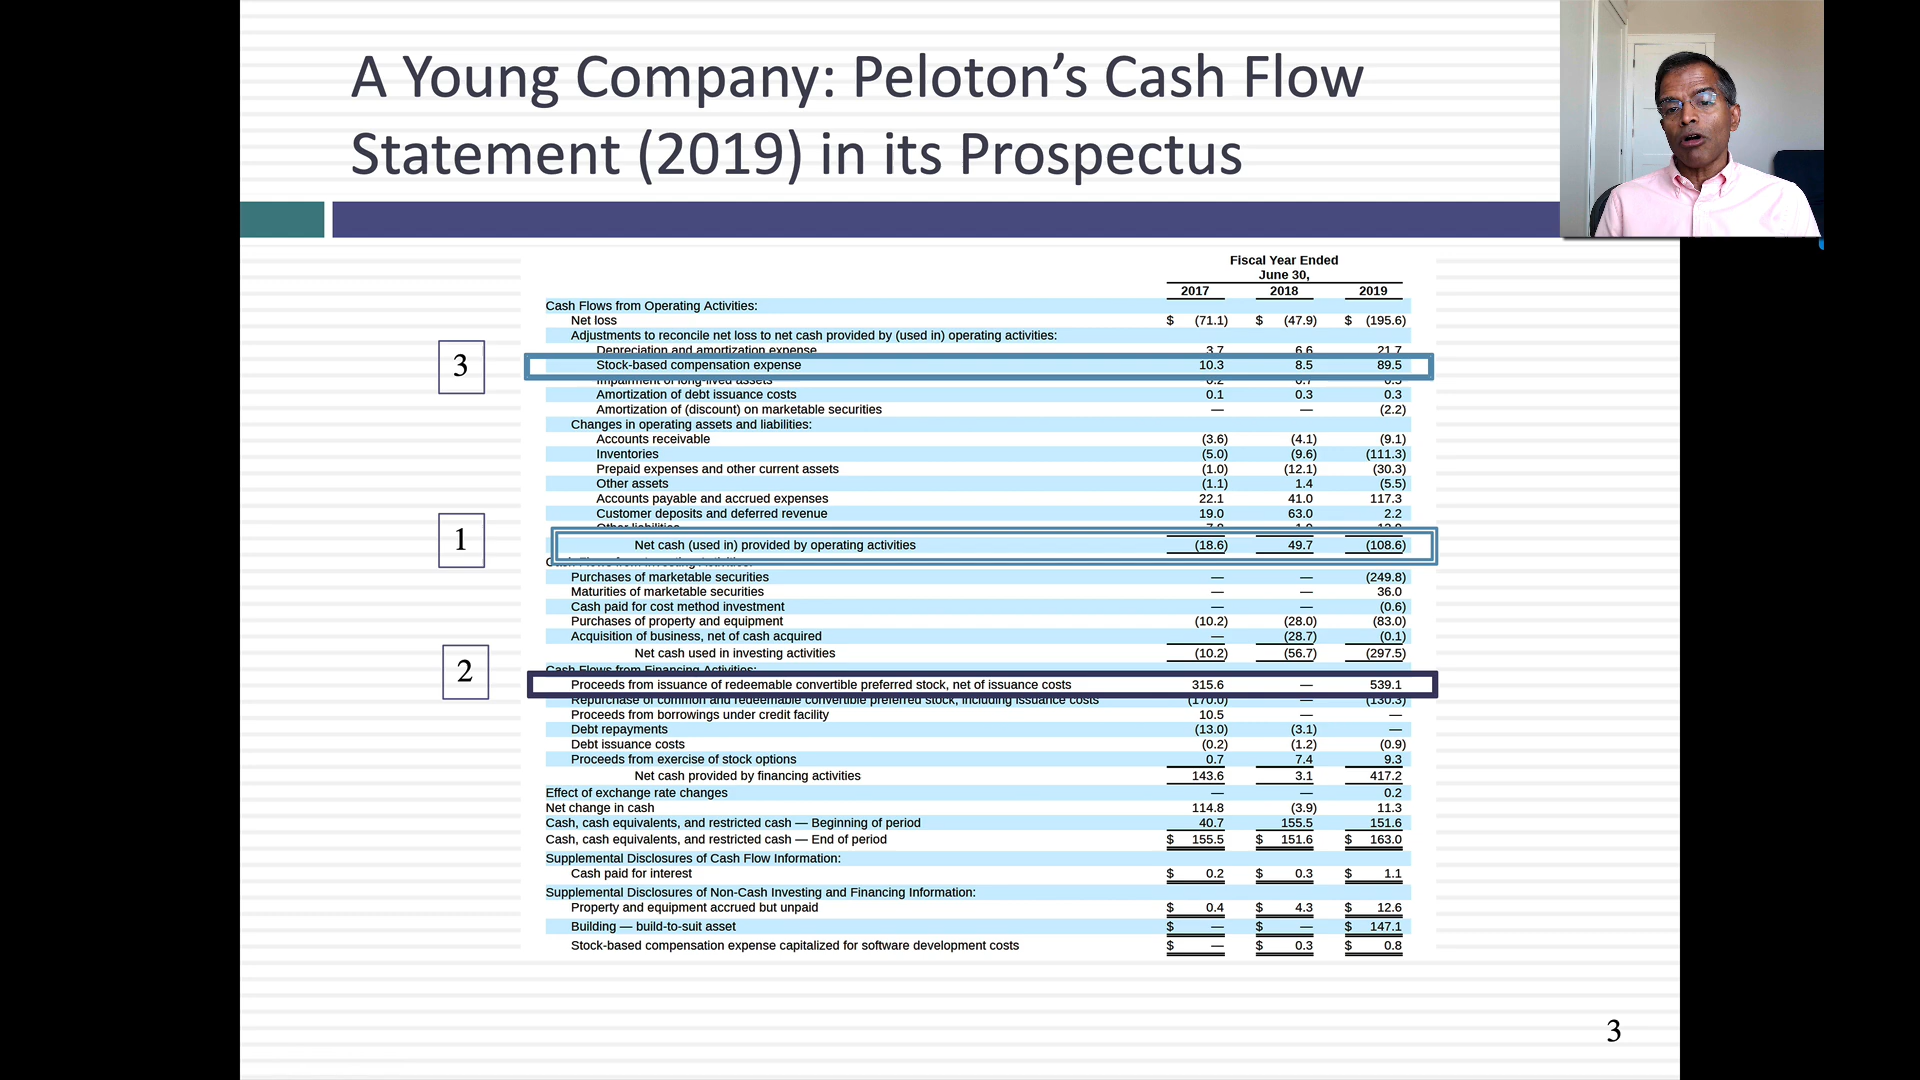 A Young Company: Peloton's Cash Flow
Statement (2019) in its Prospectus
Fiscal Year Ended
June 30,
2017 2018 2019
Cash Flows from Operating Activities:
Net loss $ (71.1) $ (47.9) $ (195.6)
Adjustments to reconcile net loss to net cash provided by (used in) operating activities:
Depreciation and amortization expense 3.7 6.6 21.7
3 Stock-based compensation expense 10.3 8.5 89.5
Impairment of long-lived assets 0.2 0.7 0.5
Amortization of debt issuance costs 0.1 0.3 0.3
Amortization of (discount) on marketable securities — — (2.2)
Changes in operating assets and liabilities:
Accounts receivable (3.6) (4.1) (9.1)
Inventories (5.0) (9.6) (111.3)
Prepaid expenses and other current assets (1.0) (12.1) (30.3)
Other assets (1.1) 1.4 (5.5)
Accounts payable and accrued expenses 22.1 41.0 117.3
Customer deposits and deferred revenue 19.0 63.0 2.2
Other liabilities
1 Net cash (used in) provided by operating activities (18.6) 49.7 (108.6)
Cash Flows from Investing Activities:
Purchases of marketable securities — — (249.8)
Maturities of marketable securities — — 36.0
Cash paid for cost method investment — — (0.6)
Purchases of property and equipment (10.2) (28.0) (83.0)
Acquisition of business, net of cash acquired — (28.7) (0.1)
Net cash used in investing activities (10.2) (56.7) (297.5)
Cash Flows from Financing Activities:
2 Proceeds from issuance of redeemable convertible preferred stock, net of issuance costs 315.6 — 539.1
Repurchase of common and redeemable convertible preferred stock, including issuance costs (170.0) — (130.3)
Proceeds from borrowings under credit facility 10.5 — —
Debt repayments (13.0) (3.1) —
Debt issuance costs (0.2) (1.2) (0.9)
Proceeds from exercise of stock options 0.7 7.4 9.3
Net cash provided by financing activities 143.6 3.1 417.2
Effect of exchange rate changes — — 0.2
Net change in cash 114.8 (3.9) 11.3
Cash, cash equivalents, and restricted cash — Beginning of period 40.7 155.5 151.6
Cash, cash equivalents, and restricted cash — End of period $ 155.5 $ 151.6 $ 163.0
Supplemental Disclosures of Cash Flow Information:
Cash paid for interest $ 0.2 $ 0.3 $ 1.1
Supplemental Disclosures of Non-Cash Investing and Financing Information:
Property and equipment accrued but unpaid $ 0.4 $ 4.3 $ 12.6
Building — build-to-suit asset $ — $ — $ 147.1
Stock-based compensation expense capitalized for software development costs $ — $ 0.3 $ 0.8
3